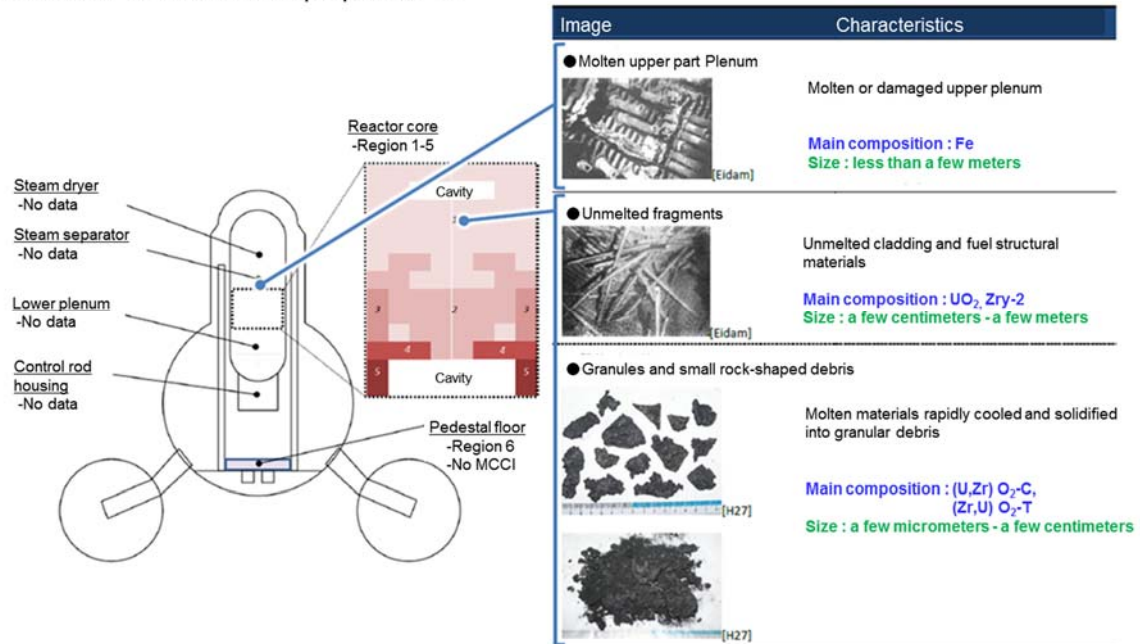 Steam dryer
-No data
Steam separator
-No data
Lower plenum
-No data
Control rod
housing
-No data
Reactor core
-Region 1-5
Cavity
1
3
2
3
4
4
5
Cavity
5
Pedestal floor
-Region 6
-No MCCI
Image
Characteristics
●Molten upper part Plenum
[Eidam]
Molten or damaged upper plenum
Main composition : Fe
Size : less than a few meters
●Unmelted fragments
[Eidam]
Unmelted cladding and fuel structural
materials
Main composition : UO₂, Zry-2
Size : a few centimeters - a few meters
●Granules and small rock-shaped debris
[H27]
[H27]
Molten materials rapidly cooled and solidified
into granular debris
Main composition : (U,Zr) O₂-C,
(Zr,U) O₂-T
Size : a few micrometers - a few centimeters